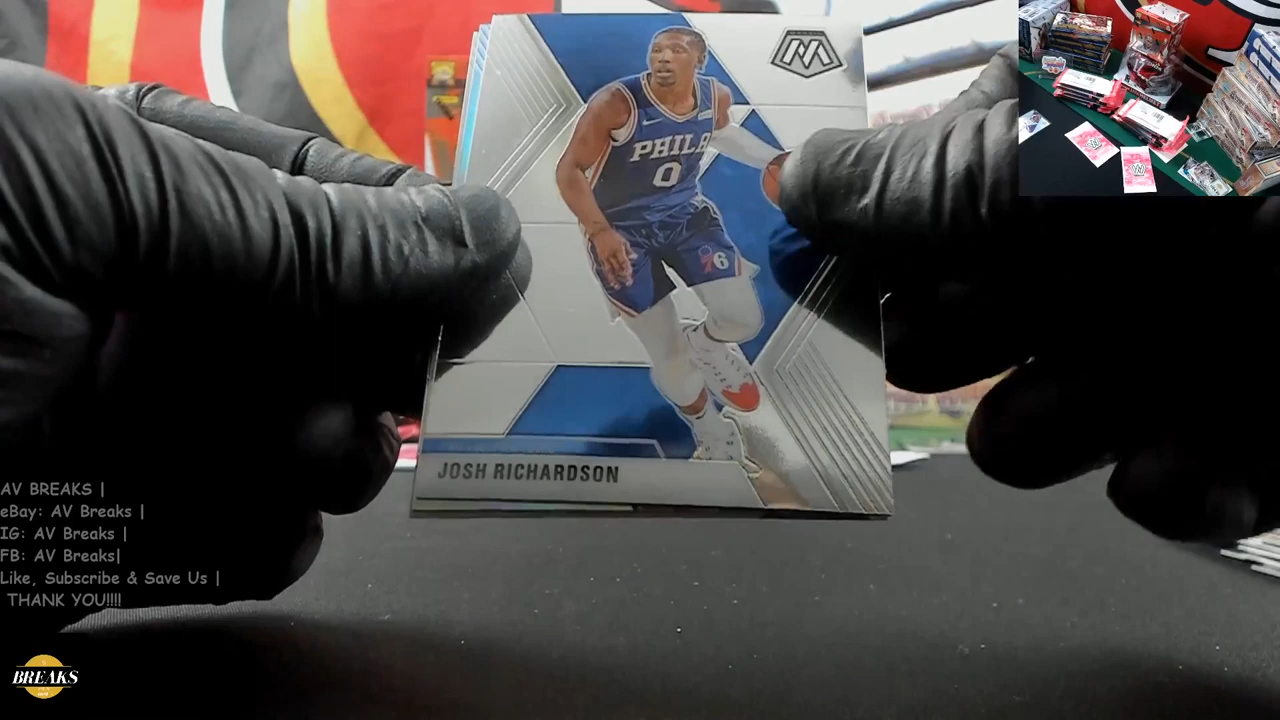 PHILA
0
76
JOSH RICHARDSON
AV BREAKS |
eBay: AV Breaks |
IG: AV Breaks |
FB: AV Breaks|
Like, Subscribe & Save Us |
THANK YOU!!!!
BREAKS